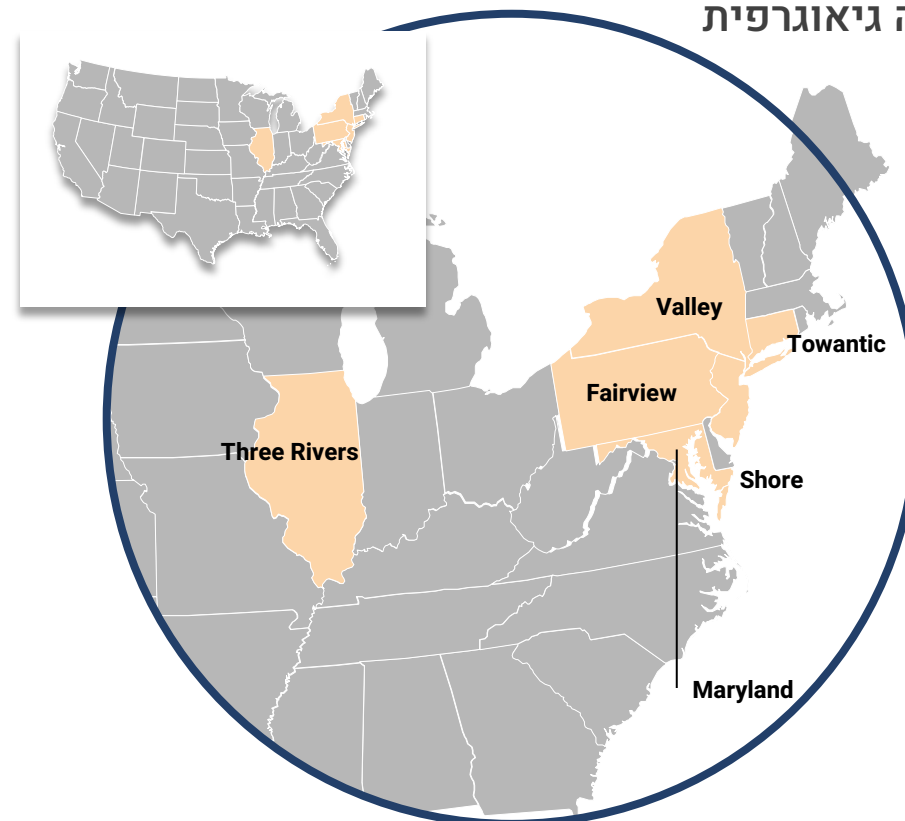 ה גיאוגרפית
Valley
Towantic
Fairview
Three Rivers
Shore
Maryland